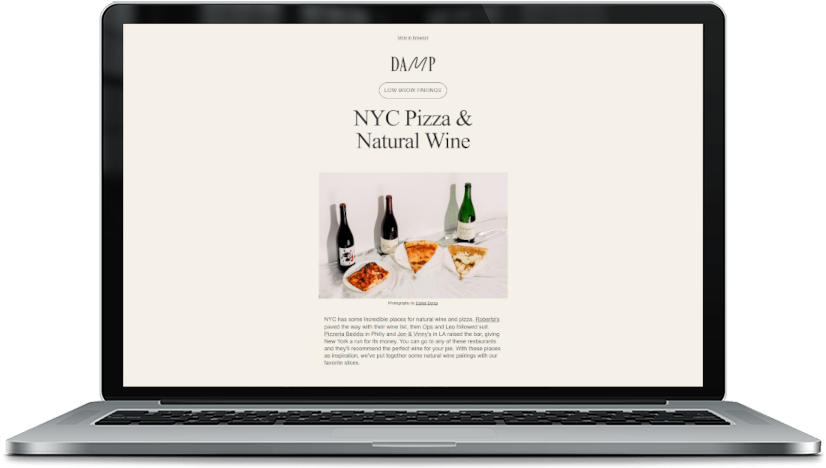 View in browser
DAMP
LOW BROW PAIRINGS
NYC Pizza &
Natural Wine
Photography by
NYC has some incredible places for natural wine and pizza. Roberta's
paved the way with their wine list, then Ops and Leo followed suit.
Pizzeria Beddia in Philly and Jon & Vinny's in LA raised the bar, giving
New York a run for its money. You can go to any of these restaurants
and they'll recommend the perfect wine for your pie. With these places
as inspiration, we've put together some natural wine pairings with our
favorite slices.